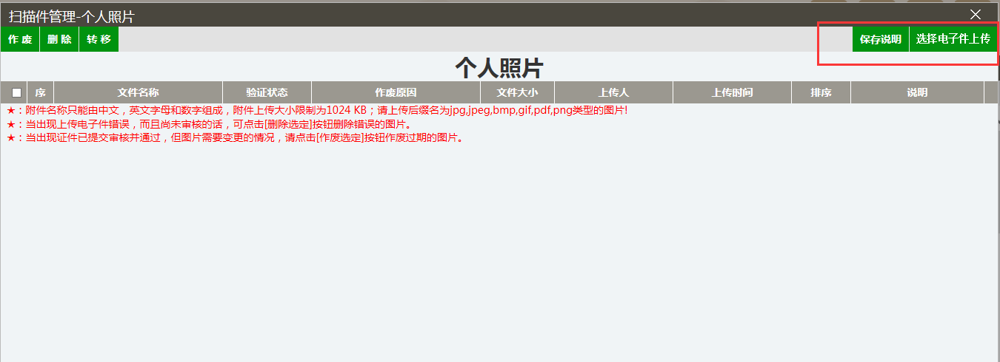 扫描件管理-个人照片
作 废 删 除 转 移 保存说明 选择电子件上传
个人照片
序 文件名称 验证状态 作废原因 文件大小 上传人 上传时间 排序 说明
★：附件名称只能由中文，英文字母和数字组成，附件上传大小限制为1024 KB；请上传后缀名为jpg,jpeg,bmp,gif,pdf,png类型的图片!
★：当出现上传电子件错误，而且尚未审核的话，可点击[删除选定]按钮删除错误的图片。
★：当出现证件已提交审核并通过，但图片需要变更的情况，请点击[作废选定]按钮作废过期的图片。